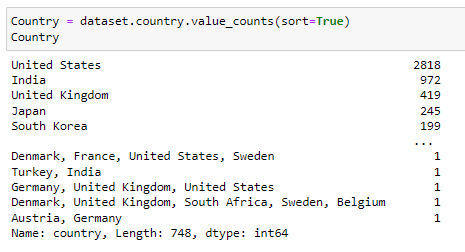 Country = dataset.country.value_counts(sort=True)
Country
United States 2818
India 972
United Kingdom 419
Japan 245
South Korea 199
...
Denmark, France, United States, Sweden 1
Turkey, India 1
Germany, United Kingdom, United States 1
Denmark, United Kingdom, South Africa, Sweden, Belgium 1
Austria, Germany 1
Name: country, Length: 748, dtype: int64